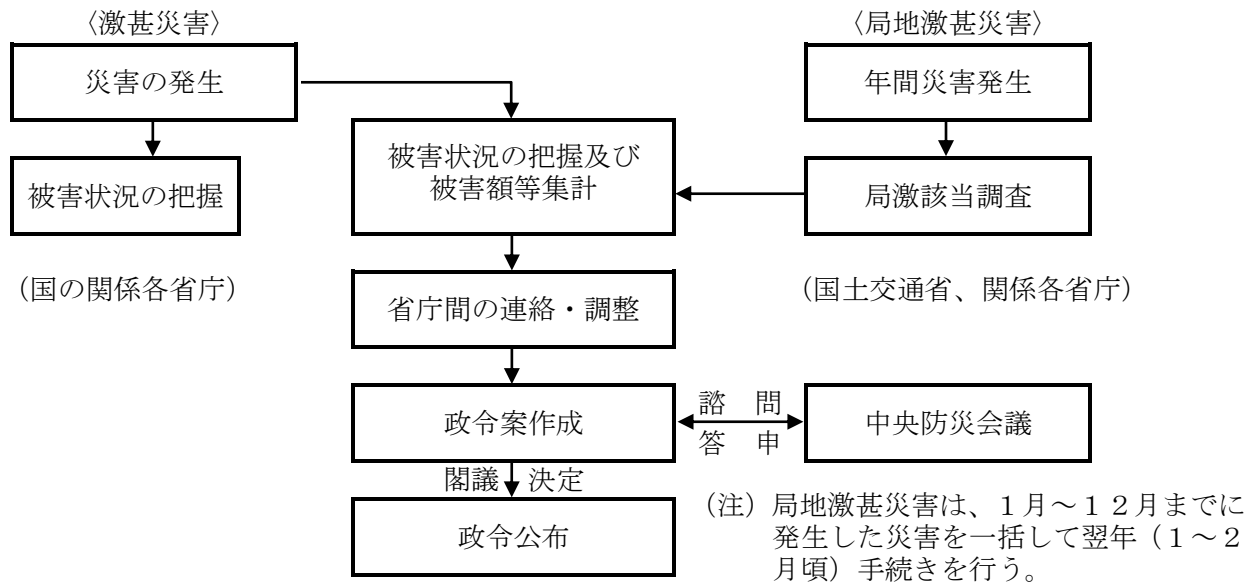 〈激甚災害〉
〈局地激甚災害〉
災害の発生
年間災害発生
被害状況の把握及び
被害額等集計
被害状況の把握
局激該当調査
(国の関係各省庁)
(国土交通省、関係各省庁)
省庁間の連絡・調整
政令案作成
諮 問
答 申
中央防災会議
閣議 決定
政令公布
(注)局地激甚災害は、1月~12月までに
発生した災害を一括して翌年(1~2
月頃)手続きを行う。